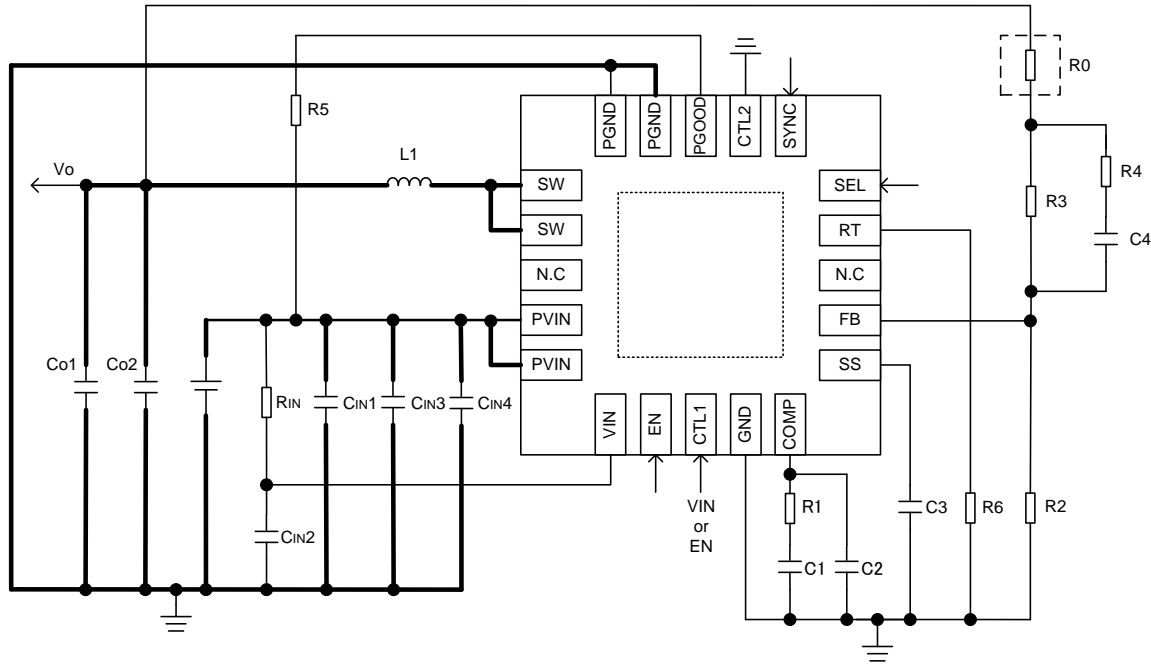 R0
R5
PGND
PGND
PGOOD
CTL2
SYNC
L1
Vo
SW
SEL
R4
R3
SW
RT
C4
N.C
N.C
PVIN
FB
Co1
Co2
PVIN
SS
RIN
CIN1
CIN3
CIN4
VIN
EN
CTL1
GND
COMP
VIN
or
EN
R1
C3
R6
R2
CIN2
C1
C2